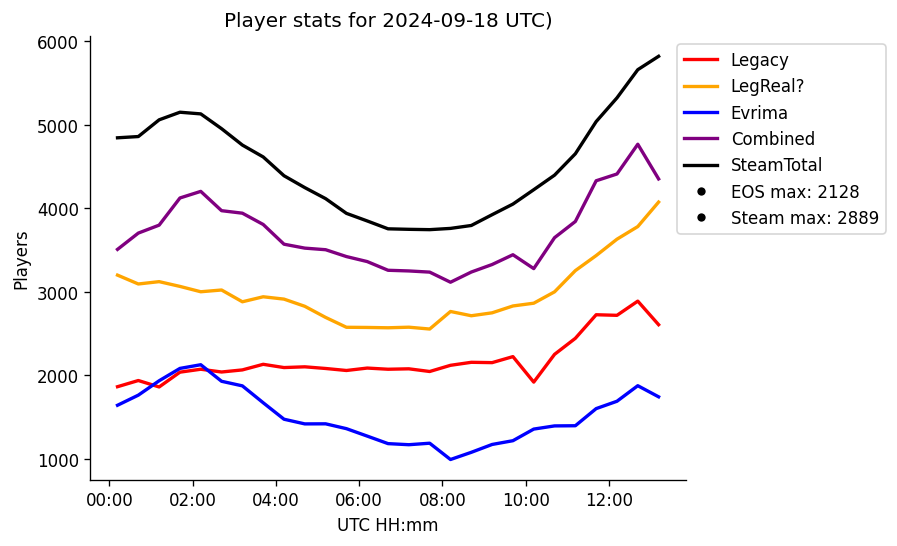 Player stats for 2024-09-18 UTC)
6000
5000
4000
3000
2000
1000
Players
00:00 02:00 04:00 06:00 08:00 10:00 12:00
UTC HH:mm
Legacy
LegReal?
Evrima
Combined
SteamTotal
EOS max: 2128
Steam max: 2889